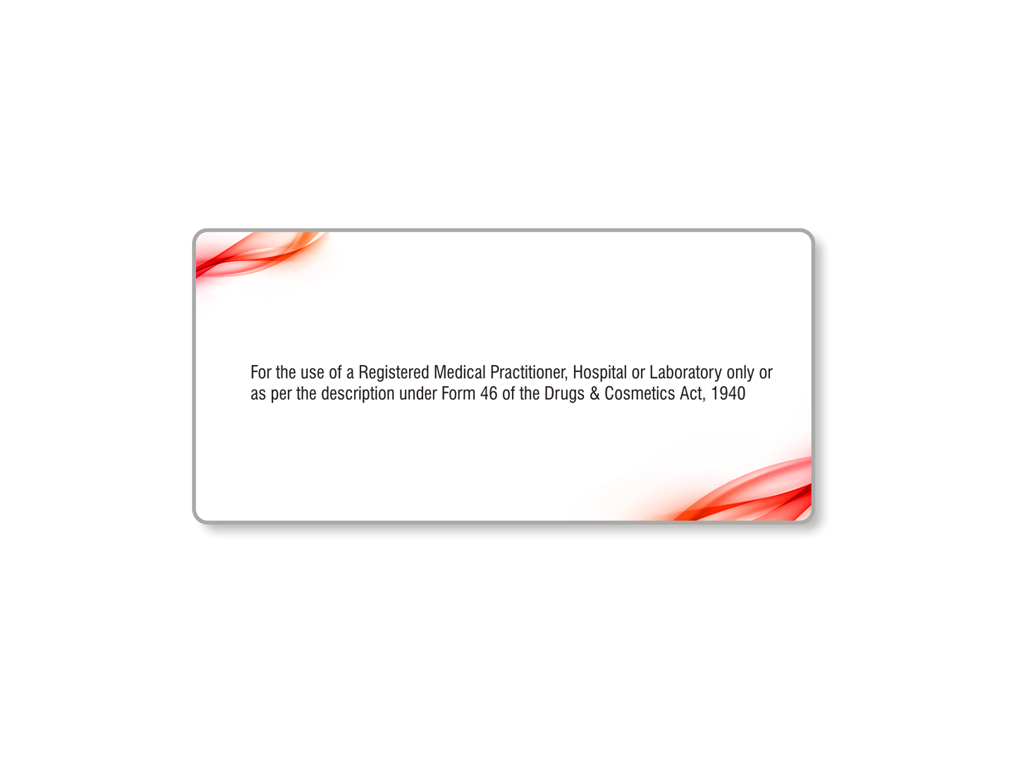 For the use of a Registered Medical Practitioner, Hospital or Laboratory only or
as per the description under Form 46 of the Drugs & Cosmetics Act, 1940